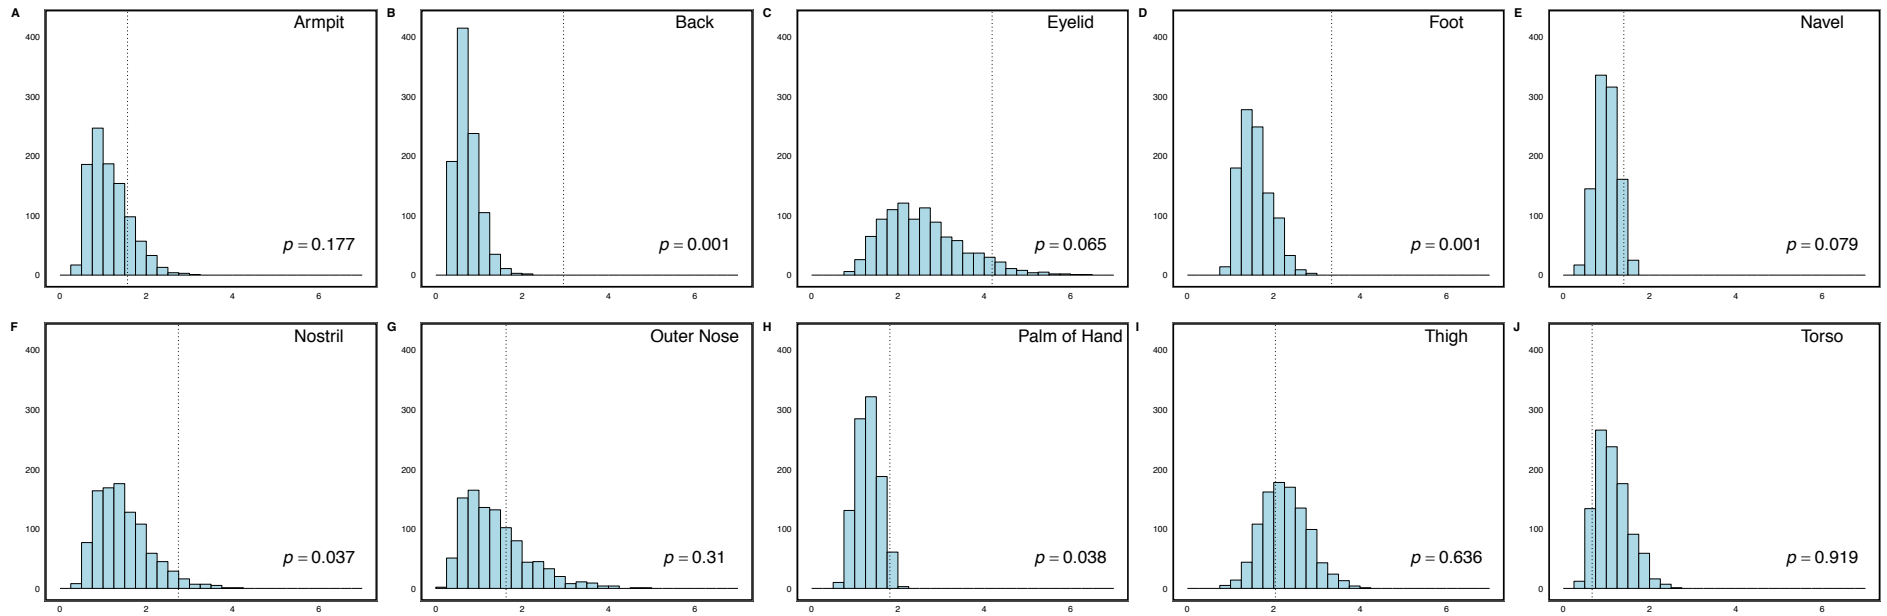 A Armpit
400
300
200
100
0
p = 0.177
0 2 4 6
B Back
400
300
200
100
0
p = 0.001
0 2 4 6
C Eyelid
400
300
200
100
0
p = 0.065
0 2 4 6
D Foot
400
300
200
100
0
p = 0.001
0 2 4 6
E Navel
400
300
200
100
0
p = 0.079
0 2 4 6
F Nostril
400
300
200
100
0
p = 0.037
0 2 4 6
G Outer Nose
400
300
200
100
0
p = 0.31
0 2 4 6
H Palm of Hand
400
300
200
100
0
p = 0.038
0 2 4 6
I Thigh
400
300
200
100
0
p = 0.636
0 2 4 6
J Torso
400
300
200
100
0
p = 0.919
0 2 4 6